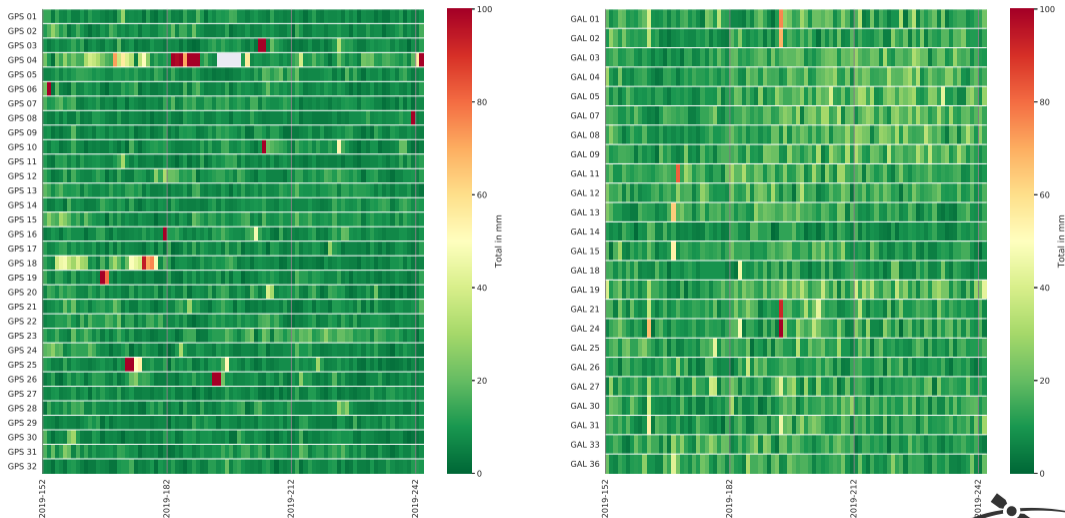 GPS 01
GPS 02
GPS 03
GPS 04
GPS 05
GPS 06
GPS 07
GPS 08
GPS 09
GPS 10
GPS 11
GPS 12
GPS 13
GPS 14
GPS 15
GPS 16
GPS 17
GPS 18
GPS 19
GPS 20
GPS 21
GPS 22
GPS 23
GPS 24
GPS 25
GPS 26
GPS 27
GPS 28
GPS 29
GPS 30
GPS 31
GPS 32
2019-152
2019-182
2019-212
2019-242
100
80
60
40
20
0
Total in mm
GAL 01
GAL 02
GAL 03
GAL 04
GAL 05
GAL 07
GAL 08
GAL 09
GAL 11
GAL 12
GAL 13
GAL 14
GAL 15
GAL 18
GAL 19
GAL 21
GAL 24
GAL 25
GAL 26
GAL 27
GAL 30
GAL 31
GAL 33
GAL 36
2019-152
2019-182
2019-212
2019-242
100
80
60
40
20
0
Total in mm